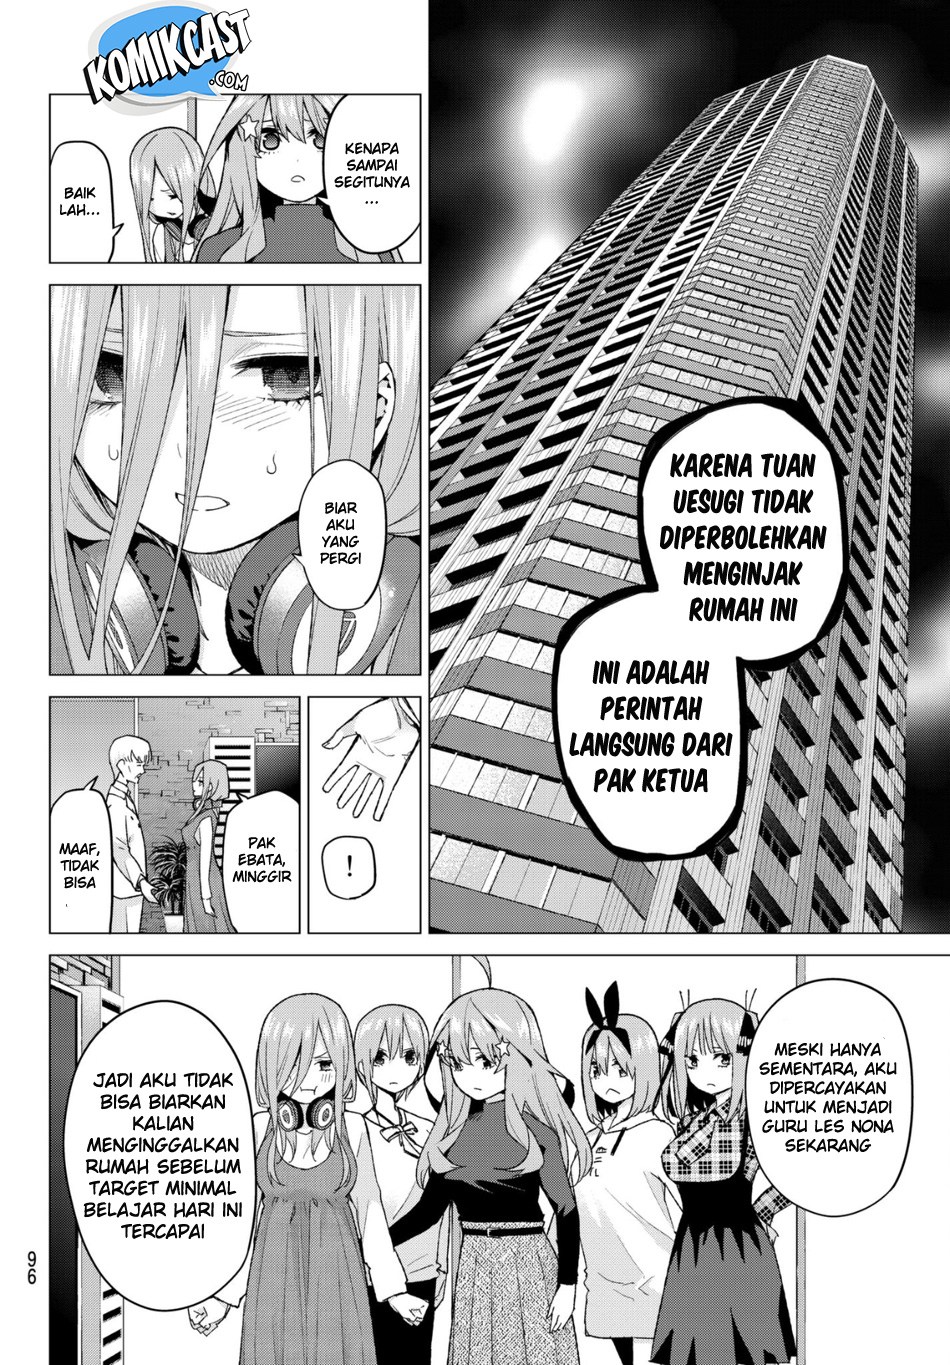 KOMIKCAST
.COM
KARENA TUAN
UESUGI TIDAK
DIPERBOLEHKAN
MENGINJAK
RUMAH INI
INI ADALAH
PERINTAH
LANGSUNG DARI
PAK KETUA
KENAPA
SAMPAI
SEGITUNYA
...
BAIK
LAH...
BIAR
AKU
YANG
PERGI
!
PAK
EBATA,
MINGGIR
MAAF,
TIDAK
BISA
MESKI HANYA
SEMENTARA, AKU
DIPERCAYAKAN
UNTUK MENJADI
GURU LES NONA
SEKARANG
JADI AKU TIDAK
BISA BIARKAN
KALIAN
MENINGGALKAN
RUMAH SEBELUM
TARGET MINIMAL
BELAJAR HARI INI
TERCAPAI
96